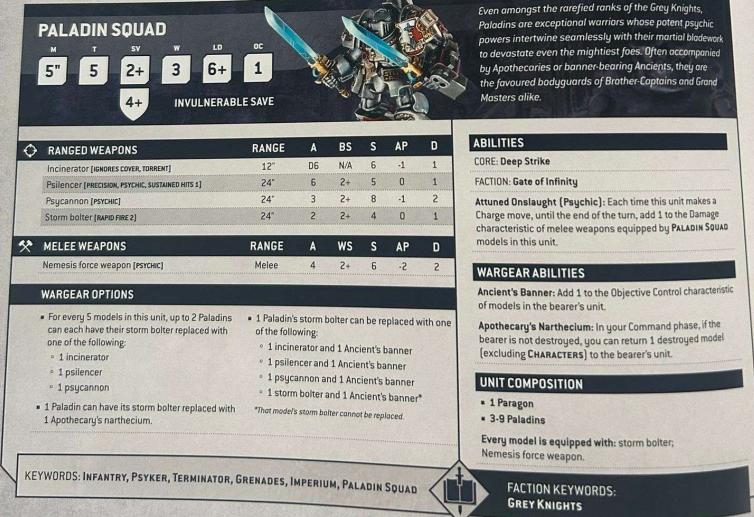 PALADIN SQUAD
M T SV W LD OC
5" 5 2+ 3 6+ 1
4+ INVULNERABLE SAVE
Even amongst the rarefied ranks of the Grey Knights,
Paladins are exceptional warriors whose potent psychic
powers intertwine seamlessly with their martial bladework
to devastate even the mightiest foes. Often accompanied
by Apothecaries or banner-bearing Ancients, they are
the favoured bodyguards of Brother-Captains and Grand
Masters alike.
RANGED WEAPONS RANGE A BS S AP D
Incinerator [IGNORES COVER, TORRENT] 12" D6 N/A 6 -1 1
Psilencer [PRECISION, PSYCHIC, SUSTAINED HITS 1] 24" 6 2+ 5 0 1
Psycannon [PSYCHIC] 24" 3 2+ 8 -1 2
Storm bolter [RAPID FIRE 2] 24" 2 2+ 4 0 1
MELEE WEAPONS RANGE A WS S AP D
Nemesis force weapon [PSYCHIC] Melee 4 2+ 6 -2 2
WARGEAR OPTIONS
▪ For every 5 models in this unit, up to 2 Paladins
can each have their storm bolter replaced with
one of the following:
◦ 1 incinerator
◦ 1 psilencer
◦ 1 psycannon
▪ 1 Paladin can have its storm bolter replaced with
1 Apothecary's narthecium.
▪ 1 Paladin's storm bolter can be replaced with one
of the following:
◦ 1 incinerator and 1 Ancient's banner
◦ 1 psilencer and 1 Ancient's banner
◦ 1 psycannon and 1 Ancient's banner
◦ 1 storm bolter and 1 Ancient's banner*
*That model's storm bolter cannot be replaced.
ABILITIES
CORE: Deep Strike
FACTION: Gate of Infinity
Attuned Onslaught (Psychic): Each time this unit makes a
Charge move, until the end of the turn, add 1 to the Damage
characteristic of melee weapons equipped by PALADIN SQUAD
models in this unit.
WARGEAR ABILITIES
Ancient's Banner: Add 1 to the Objective Control characteristic
of models in the bearer's unit.
Apothecary's Narthecium: In your Command phase, if the
bearer is not destroyed, you can return 1 destroyed model
(excluding CHARACTERS) to the bearer's unit.
UNIT COMPOSITION
▪ 1 Paragon
▪ 3-9 Paladins
Every model is equipped with: storm bolter;
Nemesis force weapon.
KEYWORDS: INFANTRY, PSYKER, TERMINATOR, GRENADES, IMPERIUM, PALADIN SQUAD
FACTION KEYWORDS:
GREY KNIGHTS